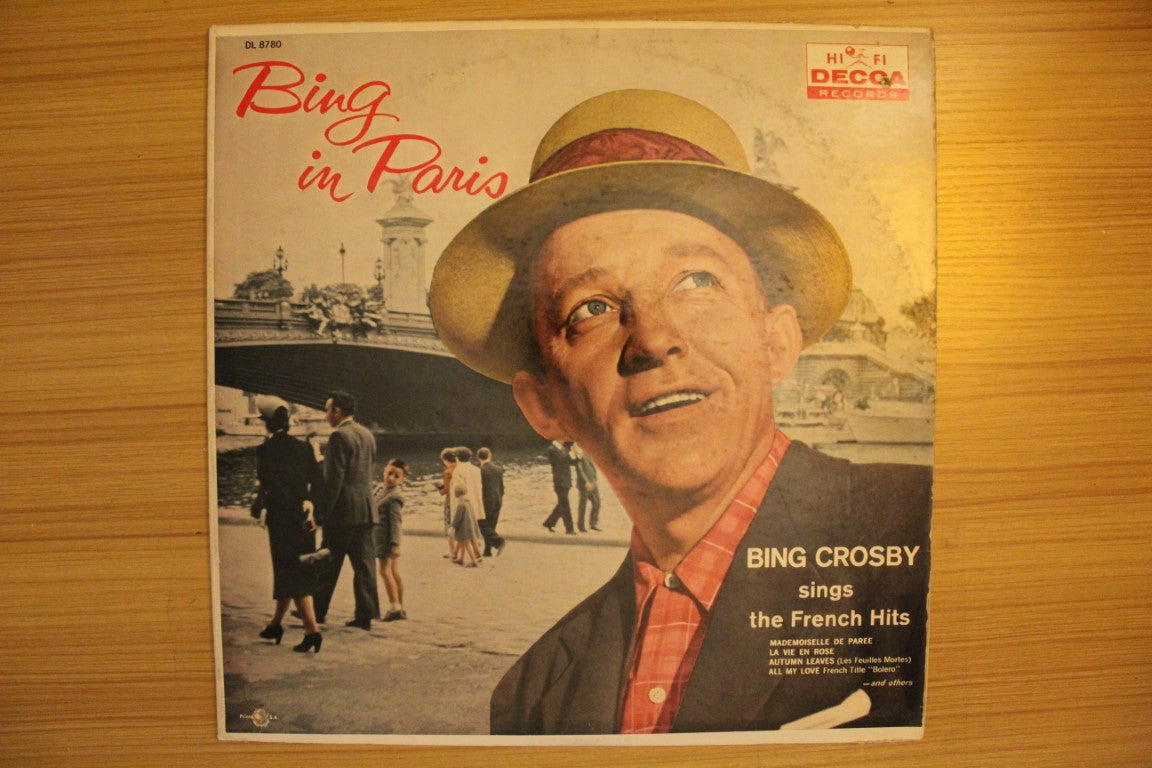 DL 8780
Bing
in Paris
HI FI
DECCA
RECORDS
BING CROSBY
sings
the French Hits
MADEMOISELLE DE PAREE
LA VIE EN ROSE
AUTUMN LEAVES (Les Feuilles Mortes)
ALL MY LOVE French Title "Bolero"
—and others